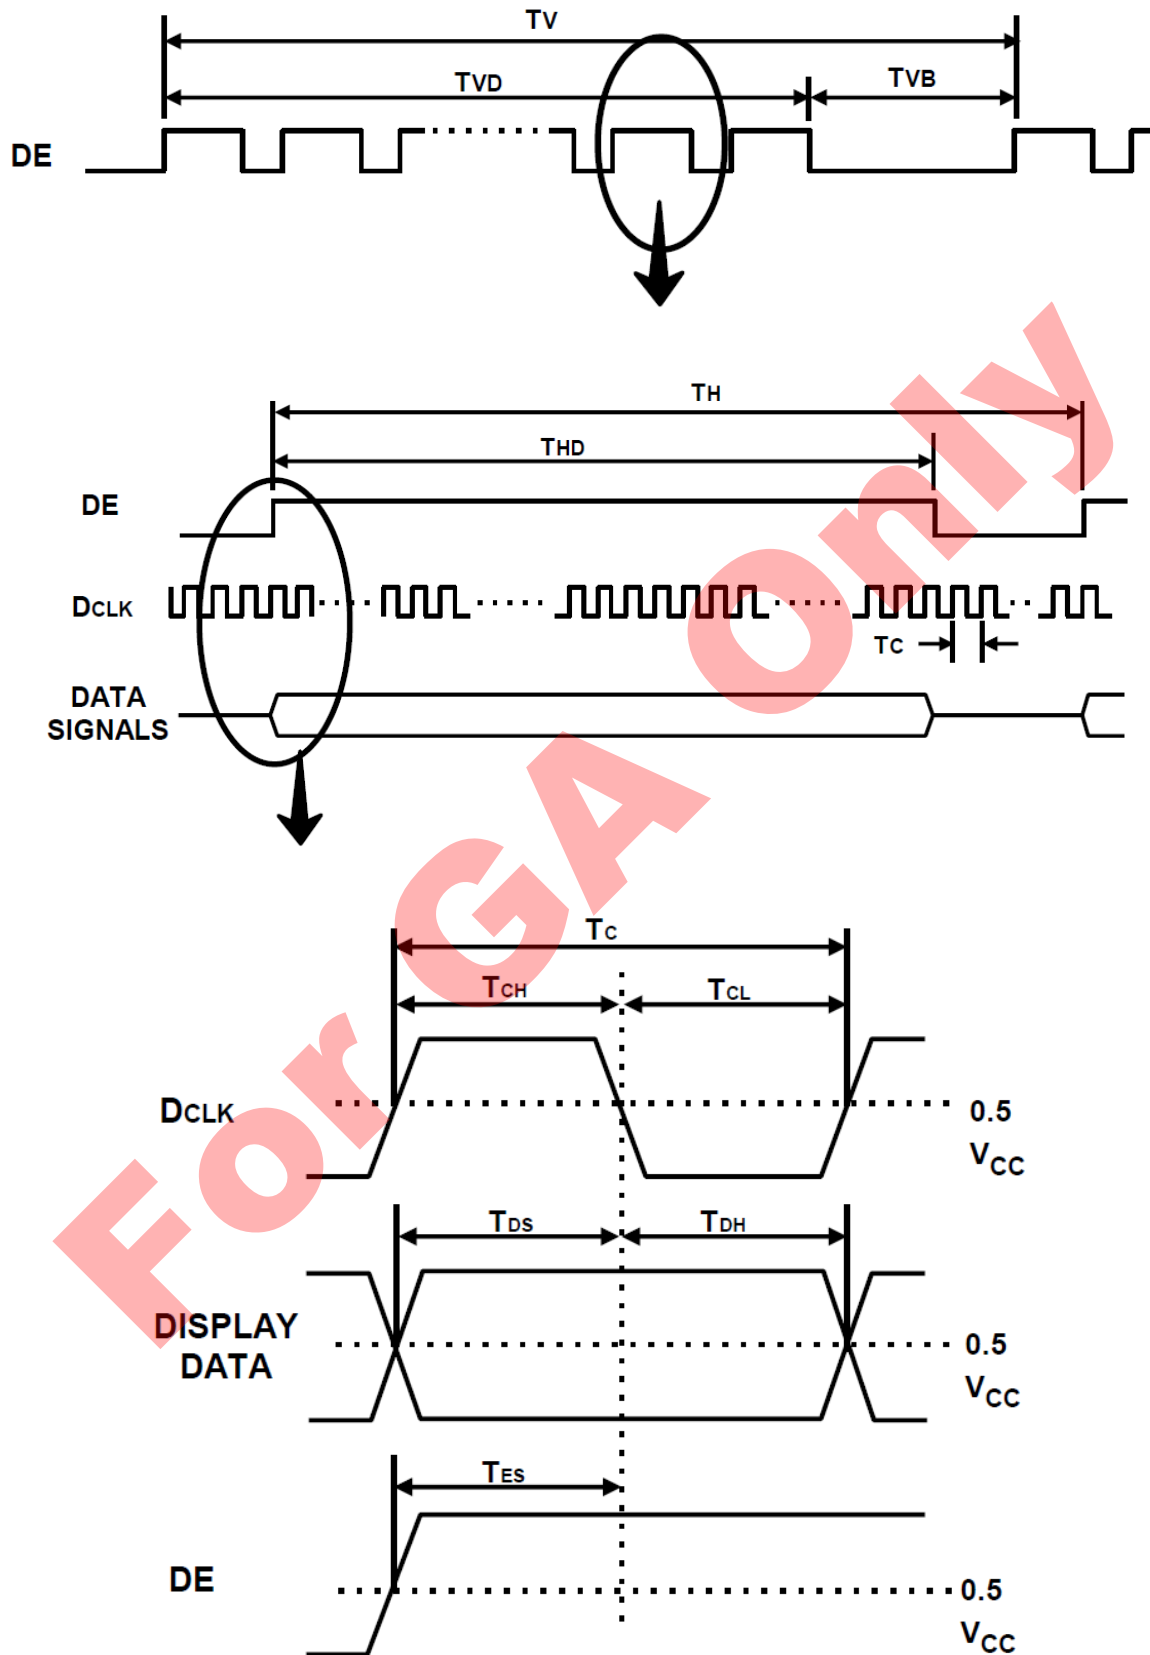 TV
TVD
TVB
DE
TH
THD
DE
DCLK
TC
DATA
SIGNALS
TC
TCH
TCL
DCLK
0.5
VCC
TDS
TDH
DISPLAY
DATA
0.5
VCC
TES
DE
0.5
VCC
For GA Only